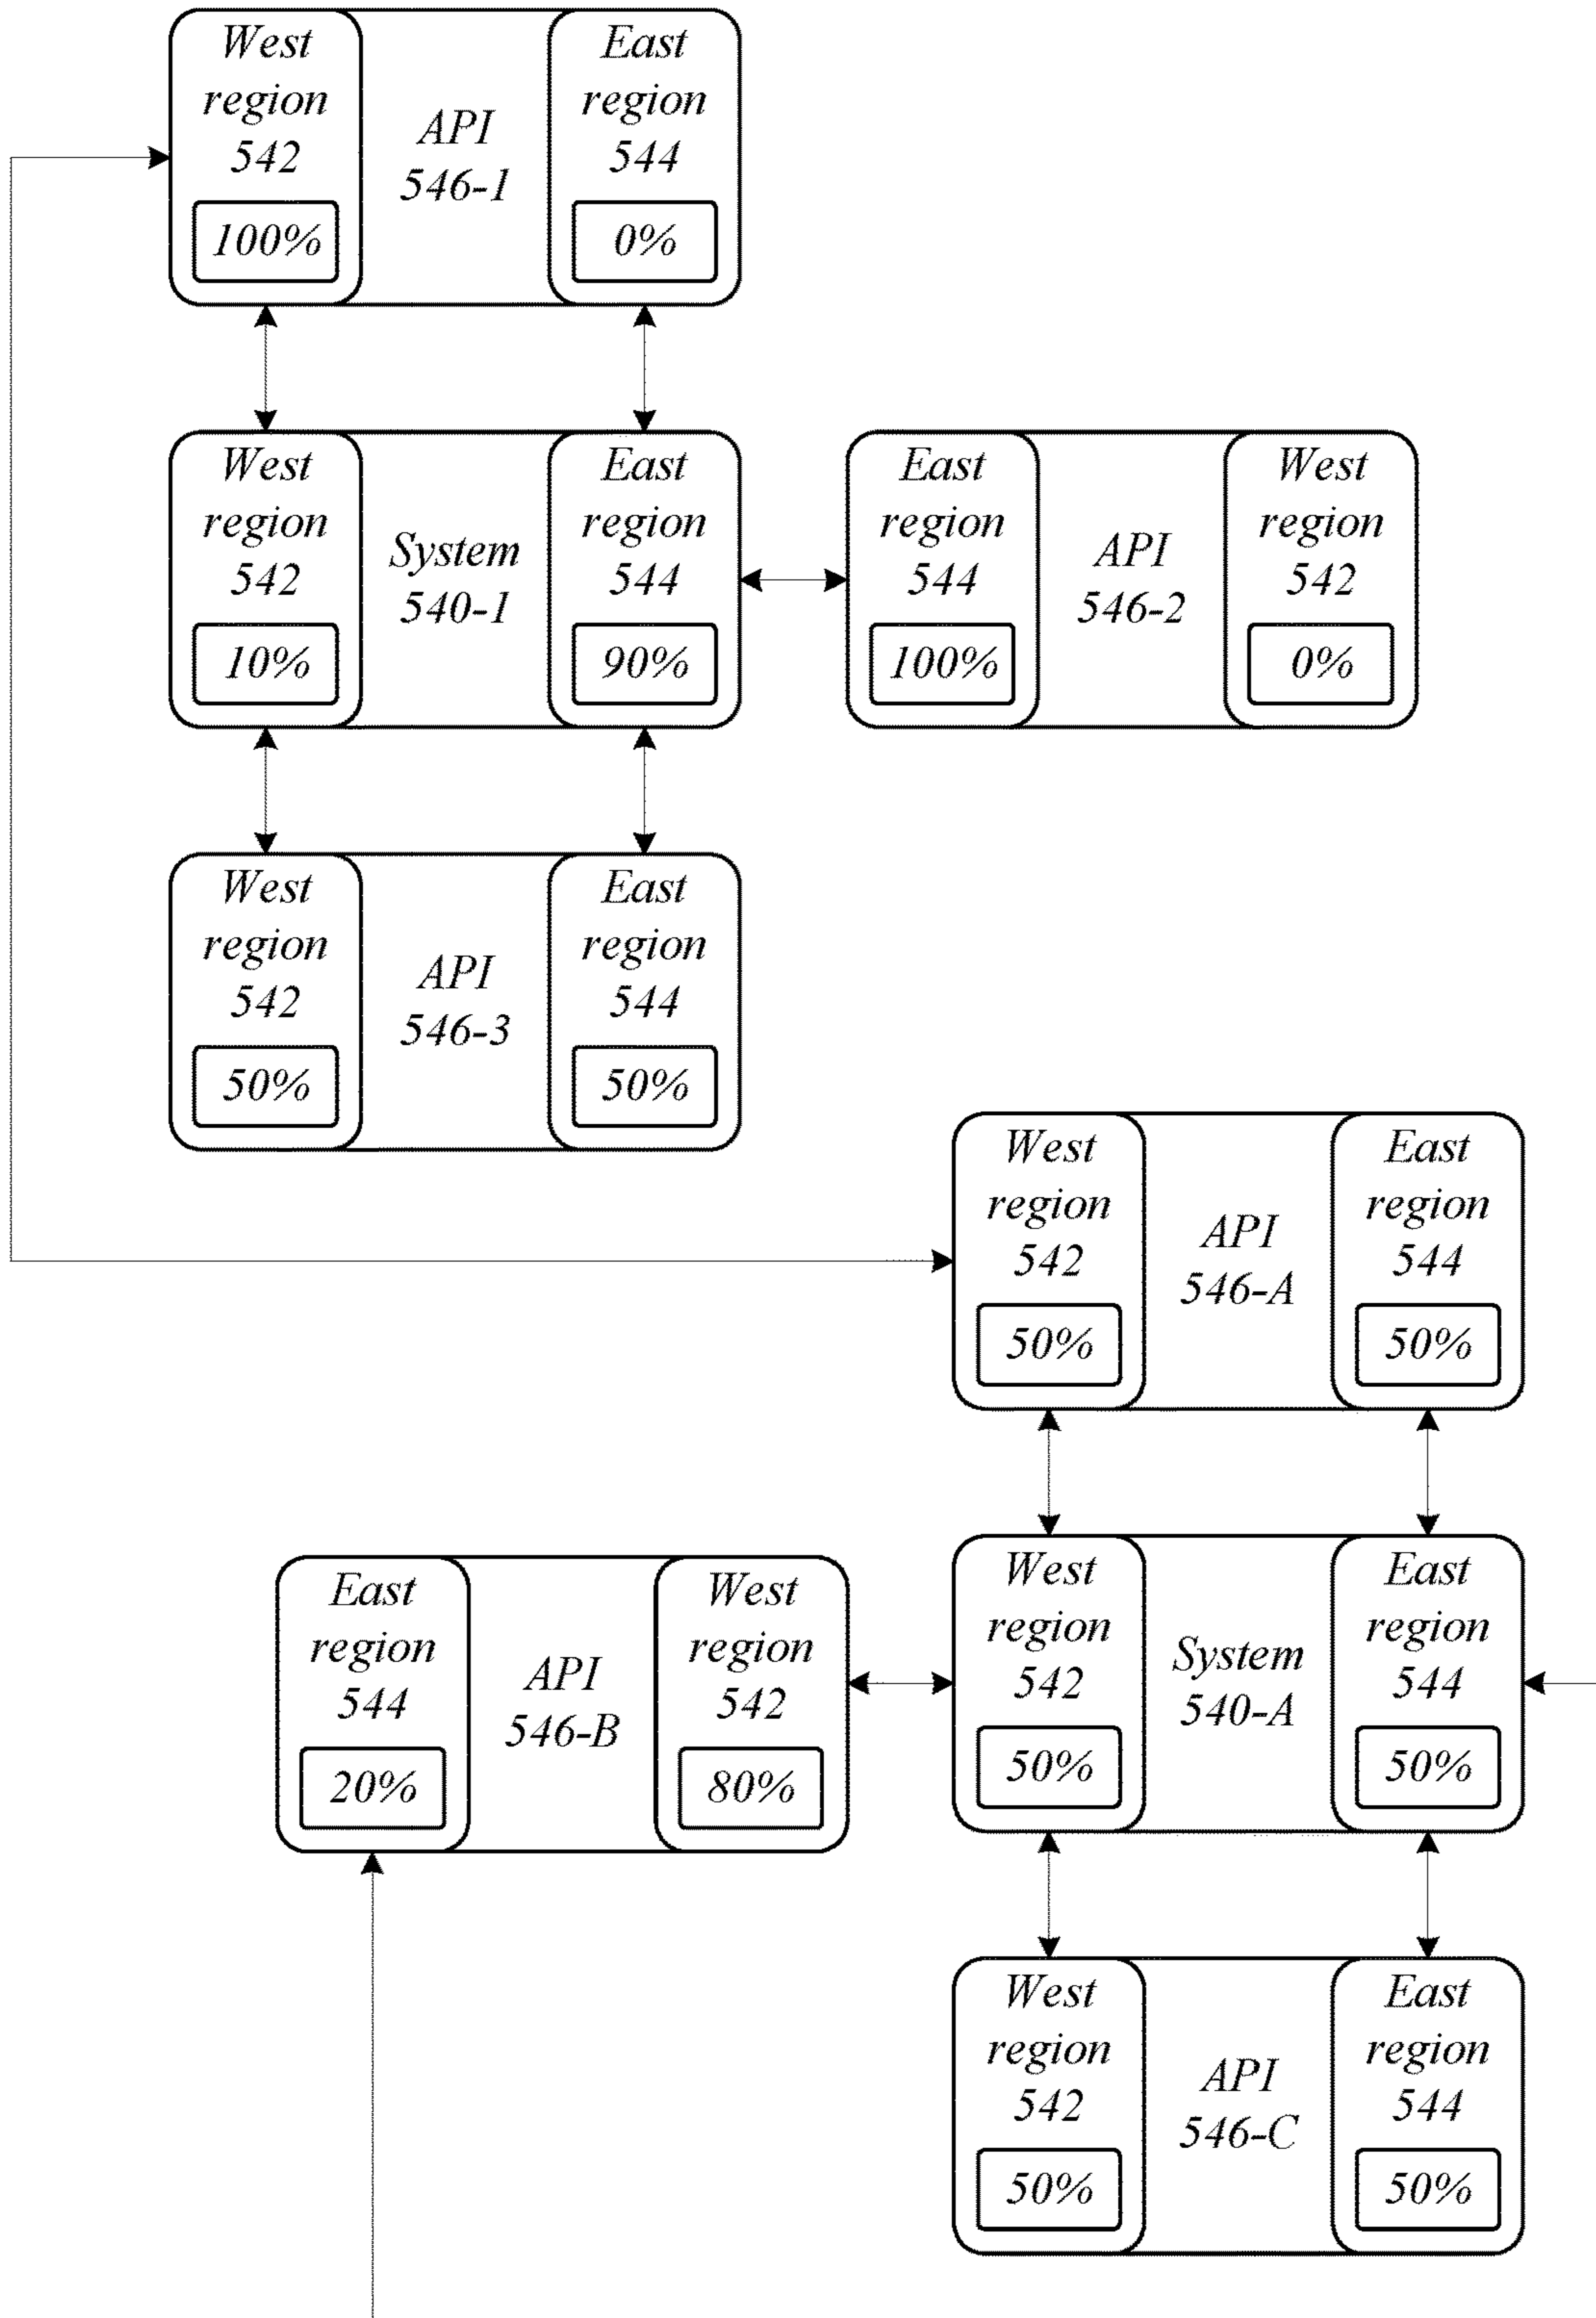 West
region
542
100%
API
546-1
East
region
544
0%
West
region
542
10%
System
540-1
East
region
544
90%
East
region
544
100%
API
546-2
West
region
542
0%
West
region
542
50%
API
546-3
East
region
544
50%
West
region
542
50%
API
546-A
East
region
544
50%
East
region
544
20%
API
546-B
West
region
542
80%
West
region
542
50%
System
540-A
East
region
544
50%
West
region
542
50%
API
546-C
East
region
544
50%